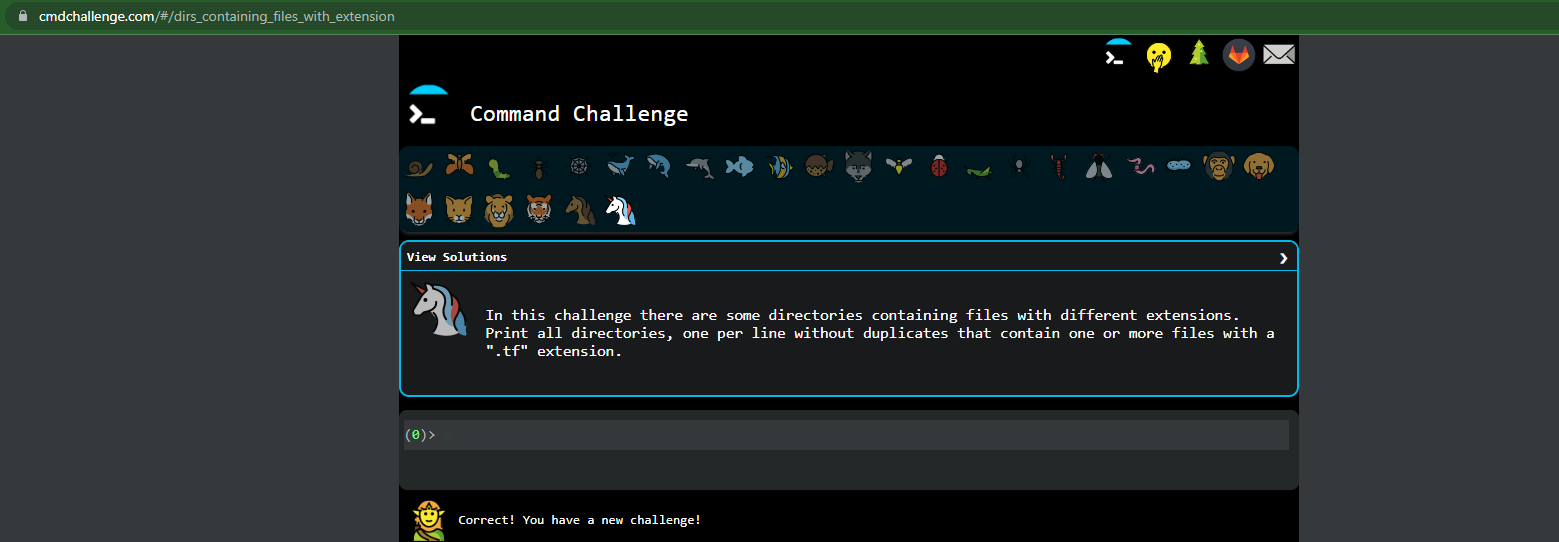 cmdchallenge.com/#/dirs_containing_files_with_extension
Command Challenge
View Solutions
In this challenge there are some directories containing files with different extensions.
Print all directories, one per line without duplicates that contain one or more files with a
".tf" extension.
(0)>
Correct! You have a new challenge!